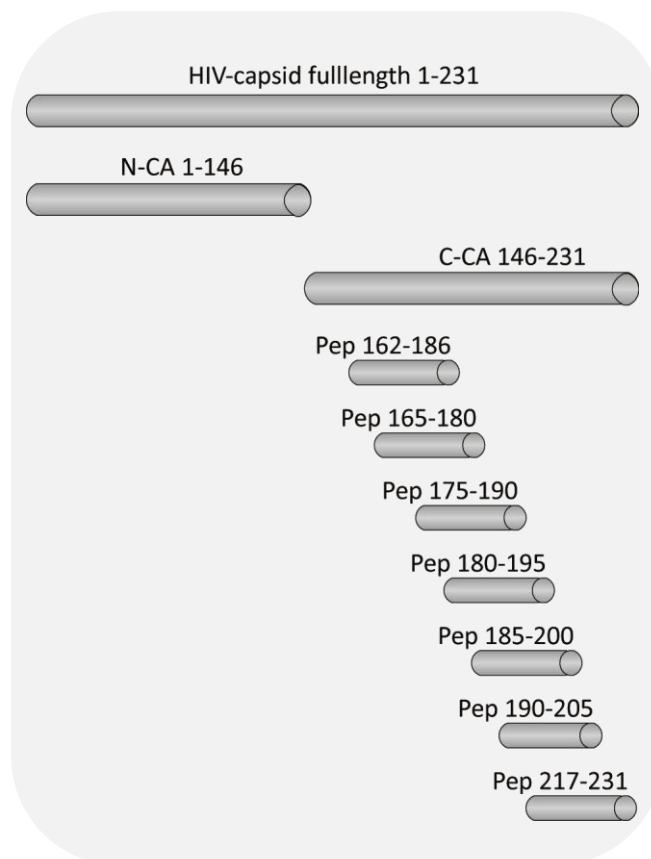 HIV-capsid fulllength 1-231
N-CA 1-146
C-CA 146-231
Pep 162-186
Pep 165-180
Pep 175-190
Pep 180-195
Pep 185-200
Pep 190-205
Pep 217-231